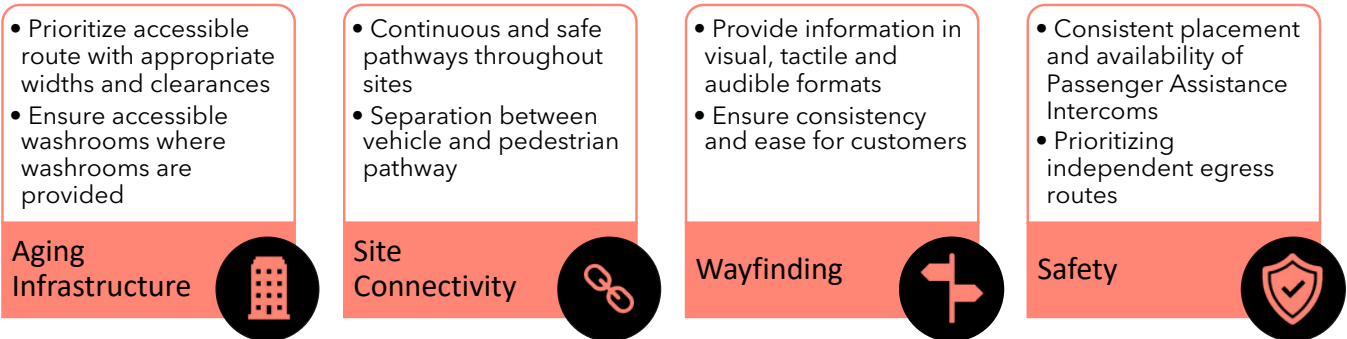 • Prioritize accessible
route with appropriate
widths and clearances
• Ensure accessible
washrooms where
washrooms are
provided
Aging
Infrastructure
• Continuous and safe
pathways throughout
sites
• Separation between
vehicle and pedestrian
pathway
Site
Connectivity
• Provide information in
visual, tactile and
audible formats
• Ensure consistency
and ease for customers
Wayfinding
• Consistent placement
and availability of
Passenger Assistance
Intercoms
• Prioritizing
independent egress
routes
Safety